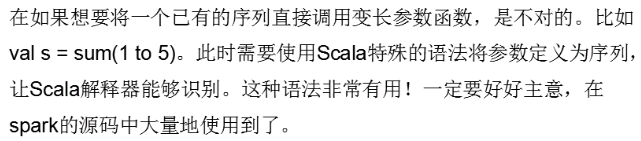 在如果想要将一个已有的序列直接调用变长参数函数，是不对的。比如
val s = sum(1 to 5)。此时需要使用Scala特殊的语法将参数定义为序列，
让Scala解释器能够识别。这种语法非常有用！一定要好好主意，在
spark的源码中大量地使用到了。